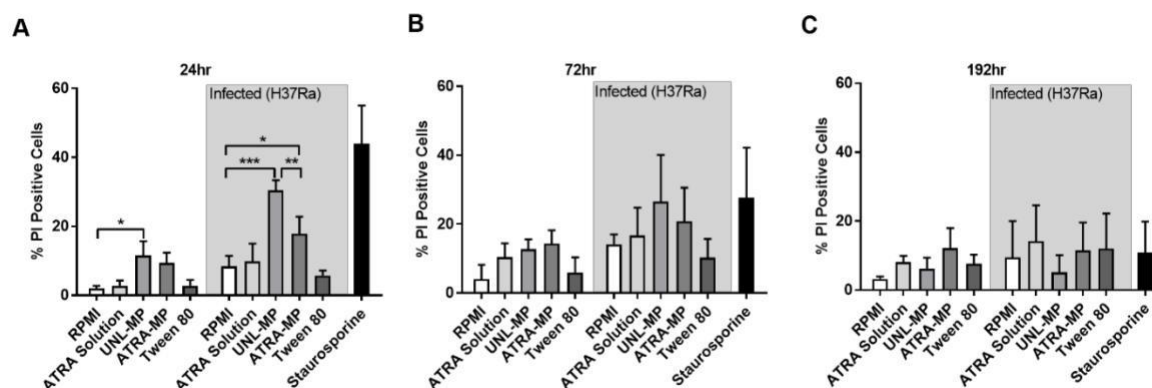 A
24hr
% PI Positive Cells
60
40
20
0
Infected (H37Ra)
*
*
***
**
RPMI
ATRA Solution
UNL-MP
ATRA-MP
Tween 80
RPMI
ATRA Solution
UNL-MP
ATRA-MP
Tween 80
Staurosporine
B
72hr
% PI Positive Cells
60
40
20
0
Infected (H37Ra)
RPMI
ATRA Solution
UNL-MP
ATRA-MP
Tween 80
RPMI
ATRA Solution
UNL-MP
ATRA-MP
Tween 80
Staurosporine
C
192hr
% PI Positive Cells
60
40
20
0
Infected (H37Ra)
RPMI
ATRA Solution
UNL-MP
ATRA-MP
Tween 80
RPMI
ATRA Solution
UNL-MP
ATRA-MP
Tween 80
Staurosporine